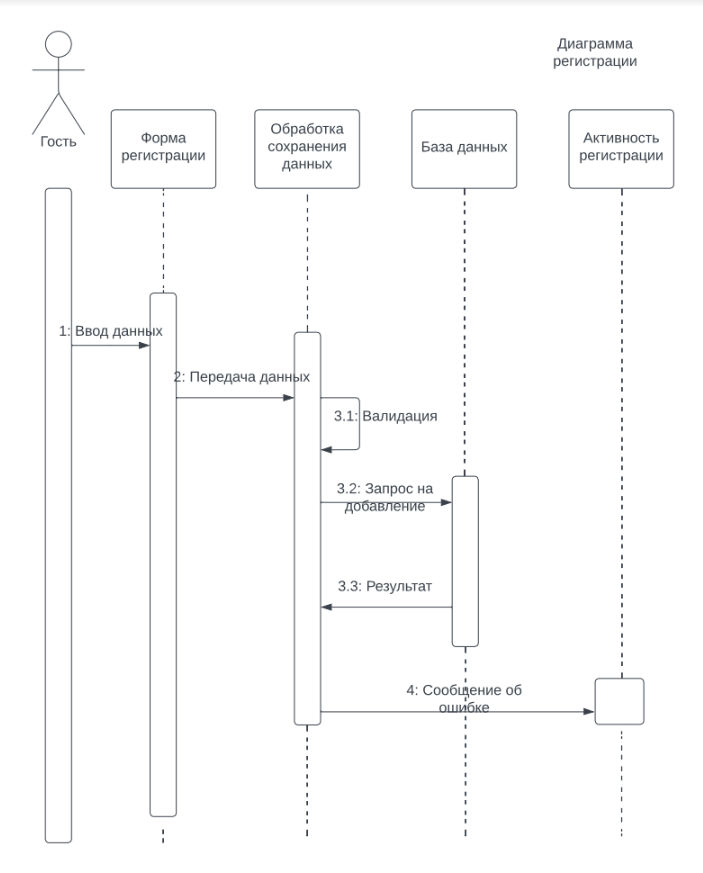 Диаграмма
регистрации
Гость
Форма
регистрации
Обработка
сохранения
данных
База данных
Активность
регистрации
1: Ввод данных
2: Передача данных
3.1: Валидация
3.2: Запрос на
добавление
3.3: Результат
4: Сообщение об
ошибке